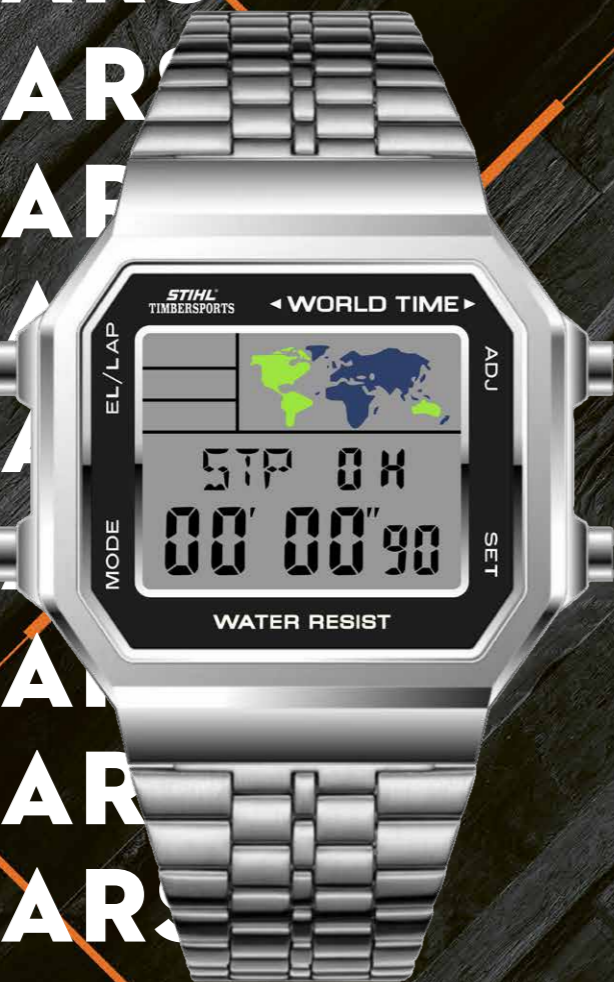 ARS
AR
AR
STIHL®
TIMBERSPORTS
◄ WORLD TIME ►
EL/LAP
ADJ
STP 0H
00' 00" 90
MODE
SET
WATER RESIST
AR
AR
ARS